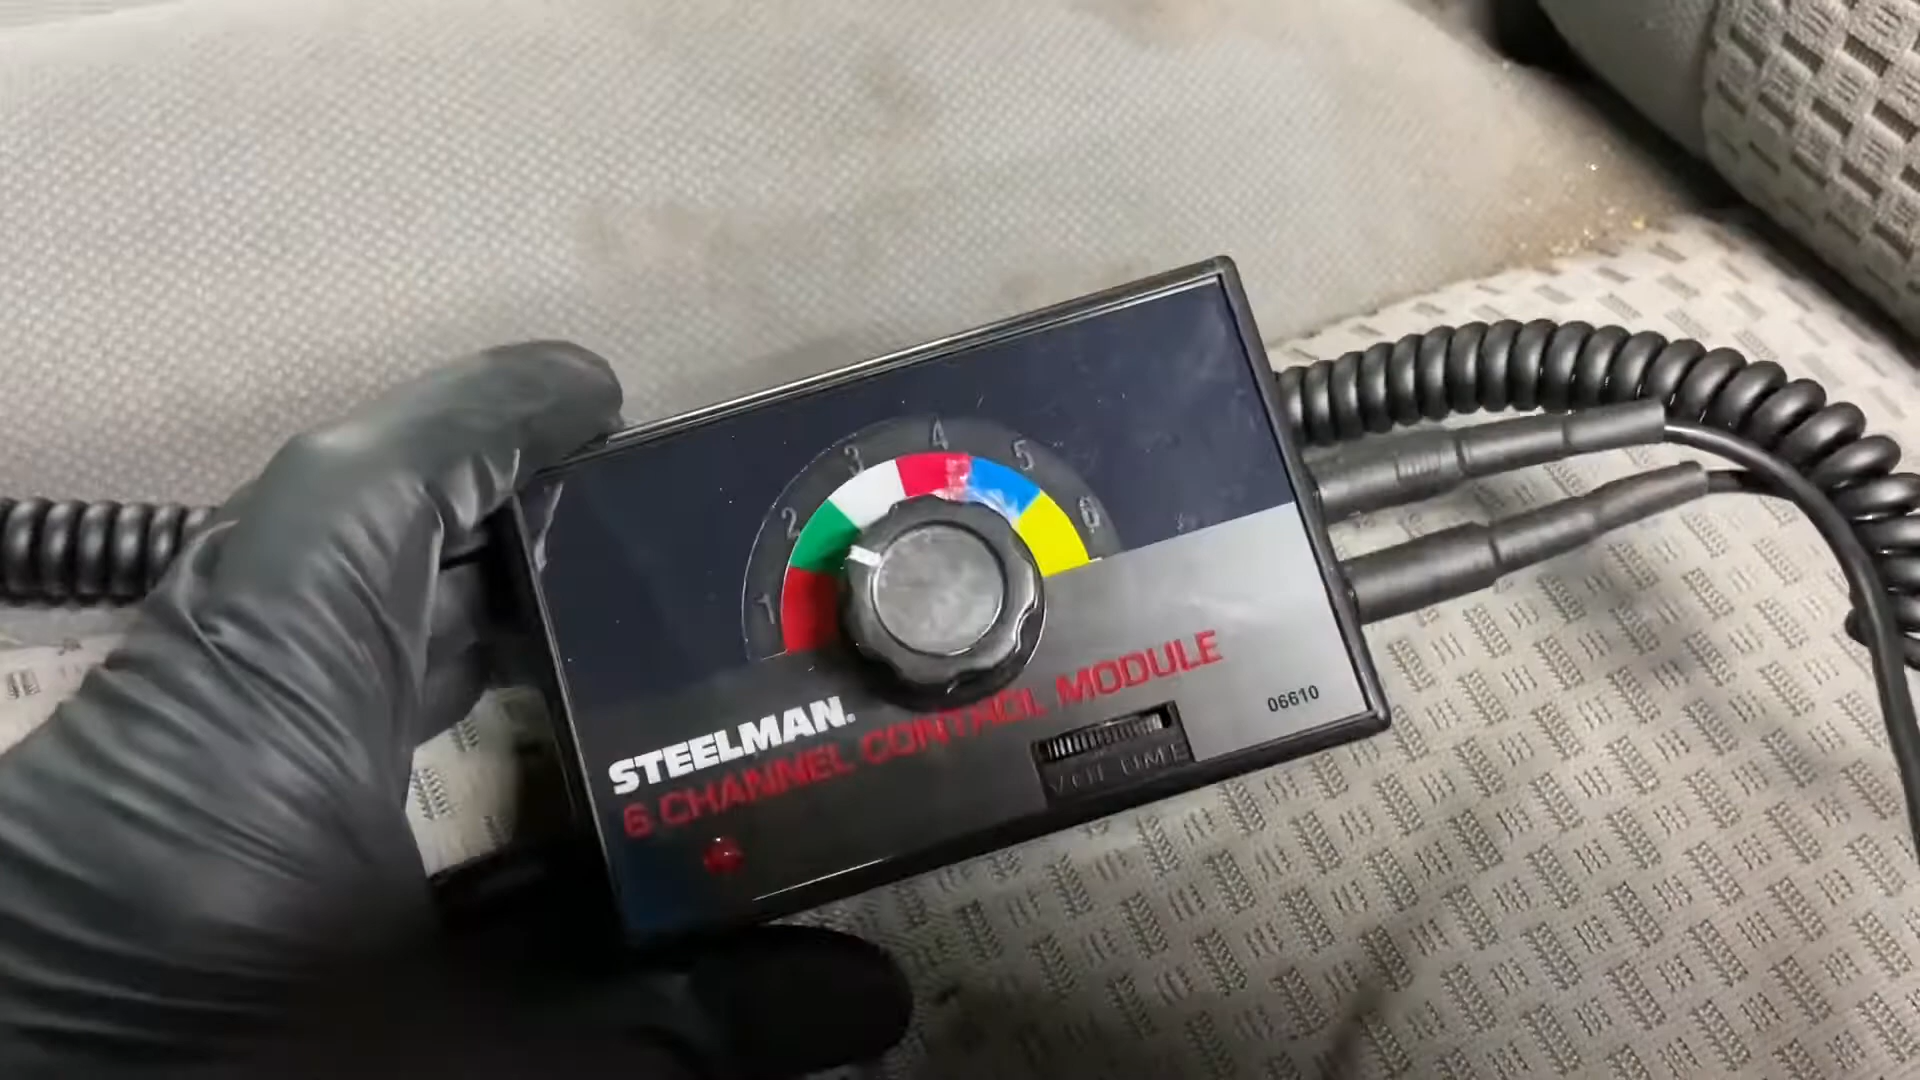 1 2 3 4 5 6
STEELMAN.
6 CHANNEL CONTROL MODULE
06610
VOLUME